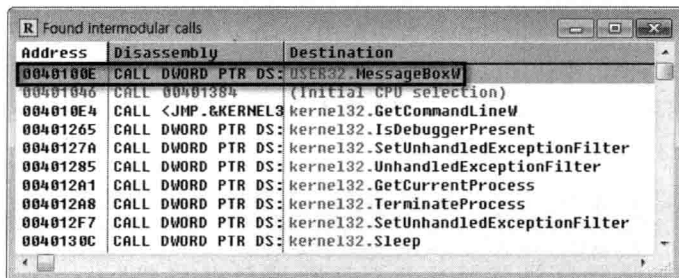 R Found intermodular calls
Address Disassembly Destination
0040100E CALL DWORD PTR DS: USER32.MessageBoxW
00401046 CALL 00401384 (Initial CPU selection)
004010E4 CALL <JMP.&KERNEL3 kernel32.GetCommandLineW
00401265 CALL DWORD PTR DS: kernel32.IsDebuggerPresent
0040127A CALL DWORD PTR DS: kernel32.SetUnhandledExceptionFilter
00401285 CALL DWORD PTR DS: kernel32.UnhandledExceptionFilter
004012A1 CALL DWORD PTR DS: kernel32.GetCurrentProcess
004012A8 CALL DWORD PTR DS: kernel32.TerminateProcess
004012F7 CALL DWORD PTR DS: kernel32.SetUnhandledExceptionFilter
0040130C CALL DWORD PTR DS: kernel32.Sleep